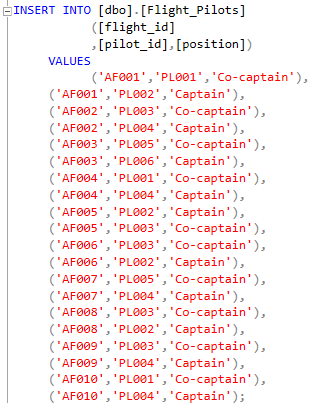 INSERT INTO [dbo].[Flight_Pilots]
([flight_id]
,[pilot_id],[position])
VALUES
('AF001','PL001','Co-captain'),
('AF001','PL002','Captain'),
('AF002','PL003','Co-captain'),
('AF002','PL004','Captain'),
('AF003','PL005','Co-captain'),
('AF003','PL006','Captain'),
('AF004','PL001','Co-captain'),
('AF004','PL004','Captain'),
('AF005','PL002','Captain'),
('AF005','PL003','Co-captain'),
('AF006','PL003','Co-captain'),
('AF006','PL002','Captain'),
('AF007','PL005','Co-captain'),
('AF007','PL004','Captain'),
('AF008','PL003','Co-captain'),
('AF008','PL002','Captain'),
('AF009','PL003','Co-captain'),
('AF009','PL004','Captain'),
('AF010','PL001','Co-captain'),
('AF010','PL004','Captain');